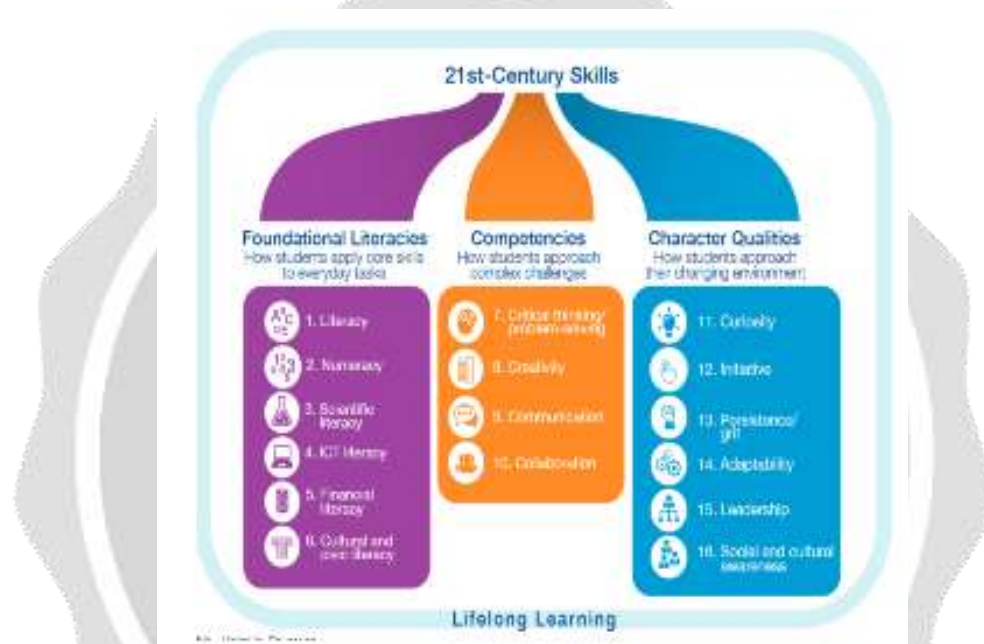 21st-Century Skills
Foundational Literacies
How students apply core skills
to everyday tasks
1. Literacy
2. Numeracy
3. Scientific
literacy
4. ICT literacy
5. Financial
literacy
6. Cultural and
civic literacy
Competencies
How students approach
complex challenges
7. Critical thinking/
problem-solving
8. Creativity
9. Communication
10. Collaboration
Character Qualities
How students approach
their changing environment
11. Curiosity
12. Initiative
13. Persistence/
grit
14. Adaptability
15. Leadership
16. Social and cultural
awareness
Lifelong Learning